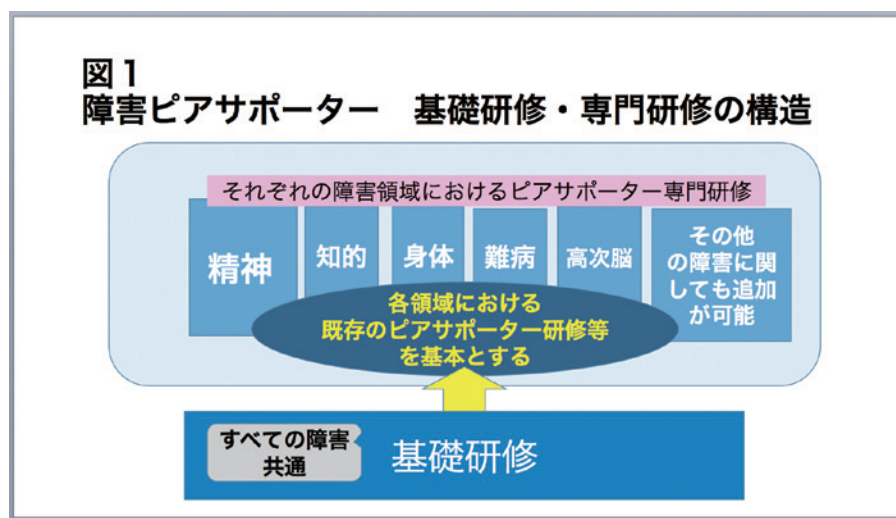 図1
障害ピアサポーター　基礎研修・専門研修の構造
それぞれの障害領域におけるピアサポーター専門研修
精神
知的
身体
難病
高次脳
その他
の障害に関
しても追加
が可能
各領域における
既存のピアサポーター研修等
を基本とする
すべての障害
共通
基礎研修